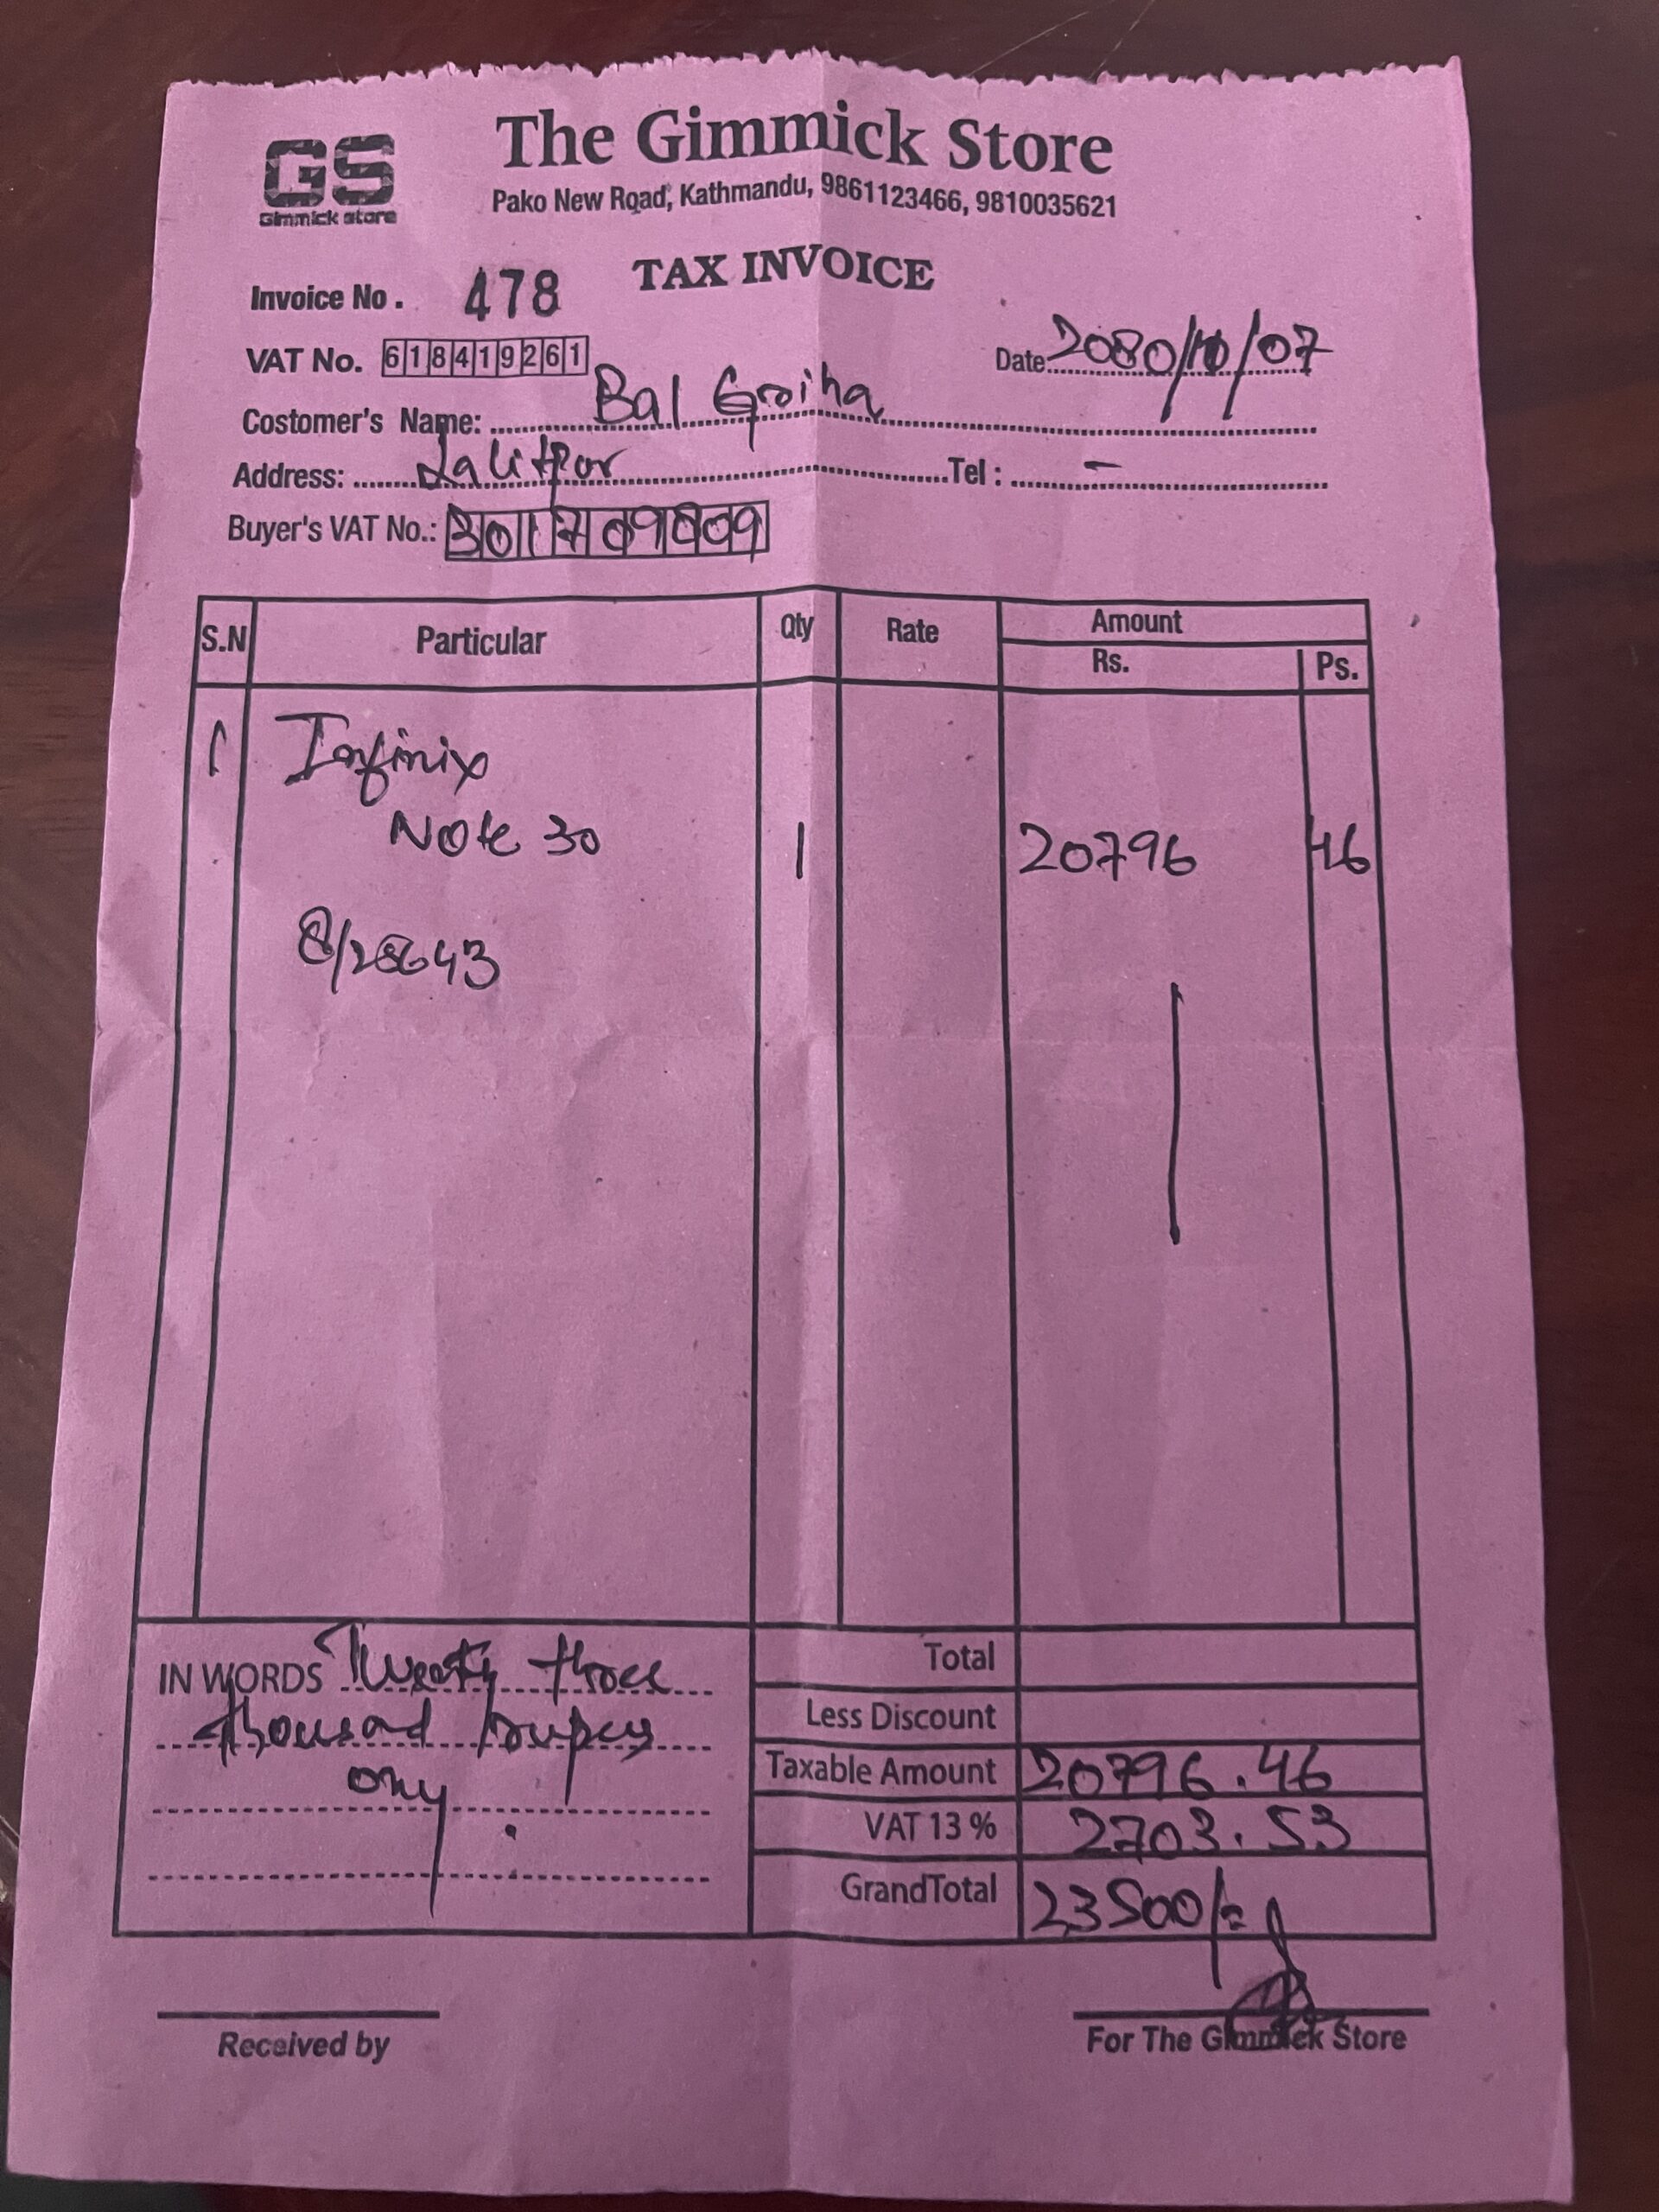 GS
Gimmick store
The Gimmick Store
Pako New Road, Kathmandu, 9861123466, 9810035621
TAX INVOICE
Invoice No. 478
VAT No. 618419261
Date 2080/10/07
Costomer's Name: Bal Griha
Address: Lalitpur Tel : -
Buyer's VAT No.:
S.N Particular Qty Rate Amount
Rs. Ps.
1 Infinix
Note 30 1 20796 46
IN WORDS Twenty three
thousand rupees
only.
Total
Less Discount
Taxable Amount 20796.46
VAT 13 % 2703.53
GrandTotal 23500/=
Received by
For The Gimmick Store